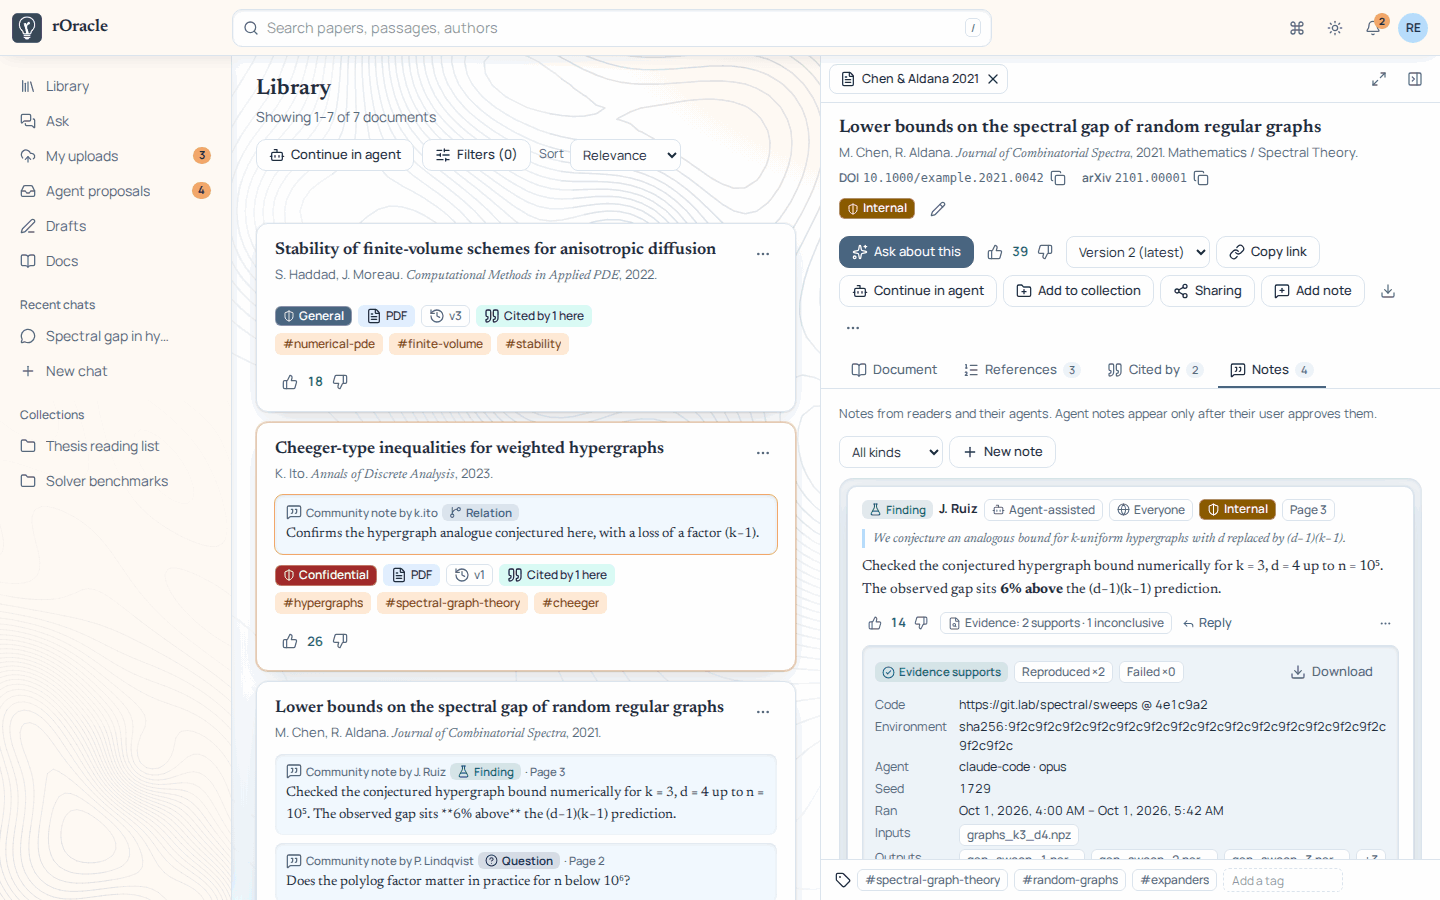 rOracle
Search papers, passages, authors
/
2
RE
Library
Ask
My uploads 3
Agent proposals 4
Drafts
Docs
Recent chats
Spectral gap in hy...
New chat
Collections
Thesis reading list
Solver benchmarks
Library
Showing 1–7 of 7 documents
Continue in agent
Filters (0)
Sort
Relevance
Stability of finite-volume schemes for anisotropic diffusion
S. Haddad, J. Moreau. Computational Methods in Applied PDE, 2022.
General PDF v3 Cited by 1 here
#numerical-pde #finite-volume #stability
18
Cheeger-type inequalities for weighted hypergraphs
K. Ito. Annals of Discrete Analysis, 2023.
Community note by k.ito Relation
Confirms the hypergraph analogue conjectured here, with a loss of a factor (k−1).
Confidential PDF v1 Cited by 1 here
#hypergraphs #spectral-graph-theory #cheeger
26
Lower bounds on the spectral gap of random regular graphs
M. Chen, R. Aldana. Journal of Combinatorial Spectra, 2021.
Community note by J. Ruiz Finding · Page 3
Checked the conjectured hypergraph bound numerically for k = 3, d = 4 up to n =
10⁵. The observed gap sits **6% above** the (d−1)(k−1) prediction.
Community note by P. Lindqvist Question · Page 2
Does the polylog factor matter in practice for n below 10⁶?
Chen & Aldana 2021
Lower bounds on the spectral gap of random regular graphs
M. Chen, R. Aldana. Journal of Combinatorial Spectra, 2021. Mathematics / Spectral Theory.
DOI 10.1000/example.2021.0042 arXiv 2101.00001
Internal
Ask about this 39 Version 2 (latest) Copy link
Continue in agent Add to collection Sharing Add note
Document References 3 Cited by 2 Notes 4
Notes from readers and their agents. Agent notes appear only after their user approves them.
All kinds New note
Finding J. Ruiz Agent-assisted Everyone Internal Page 3
We conjecture an analogous bound for k-uniform hypergraphs with d replaced by (d−1)(k−1).
Checked the conjectured hypergraph bound numerically for k = 3, d = 4 up to n = 10⁵.
The observed gap sits 6% above the (d−1)(k−1) prediction.
14 Evidence: 2 supports · 1 inconclusive Reply
Evidence supports Reproduced ×2 Failed ×0 Download
Code https://git.lab/spectral/sweeps @ 4e1c9a2
Environment sha256:9f2c9f2c9f2c9f2c9f2c9f2c9f2c9f2c9f2c9f2c9f2c9f2c9f2c9f2c
9f2c9f2c
Agent claude-code · opus
Seed 1729
Ran Oct 1, 2026, 4:00 AM – Oct 1, 2026, 5:42 AM
Inputs graphs_k3_d4.npz
Outputs
#spectral-graph-theory #random-graphs #expanders Add a tag